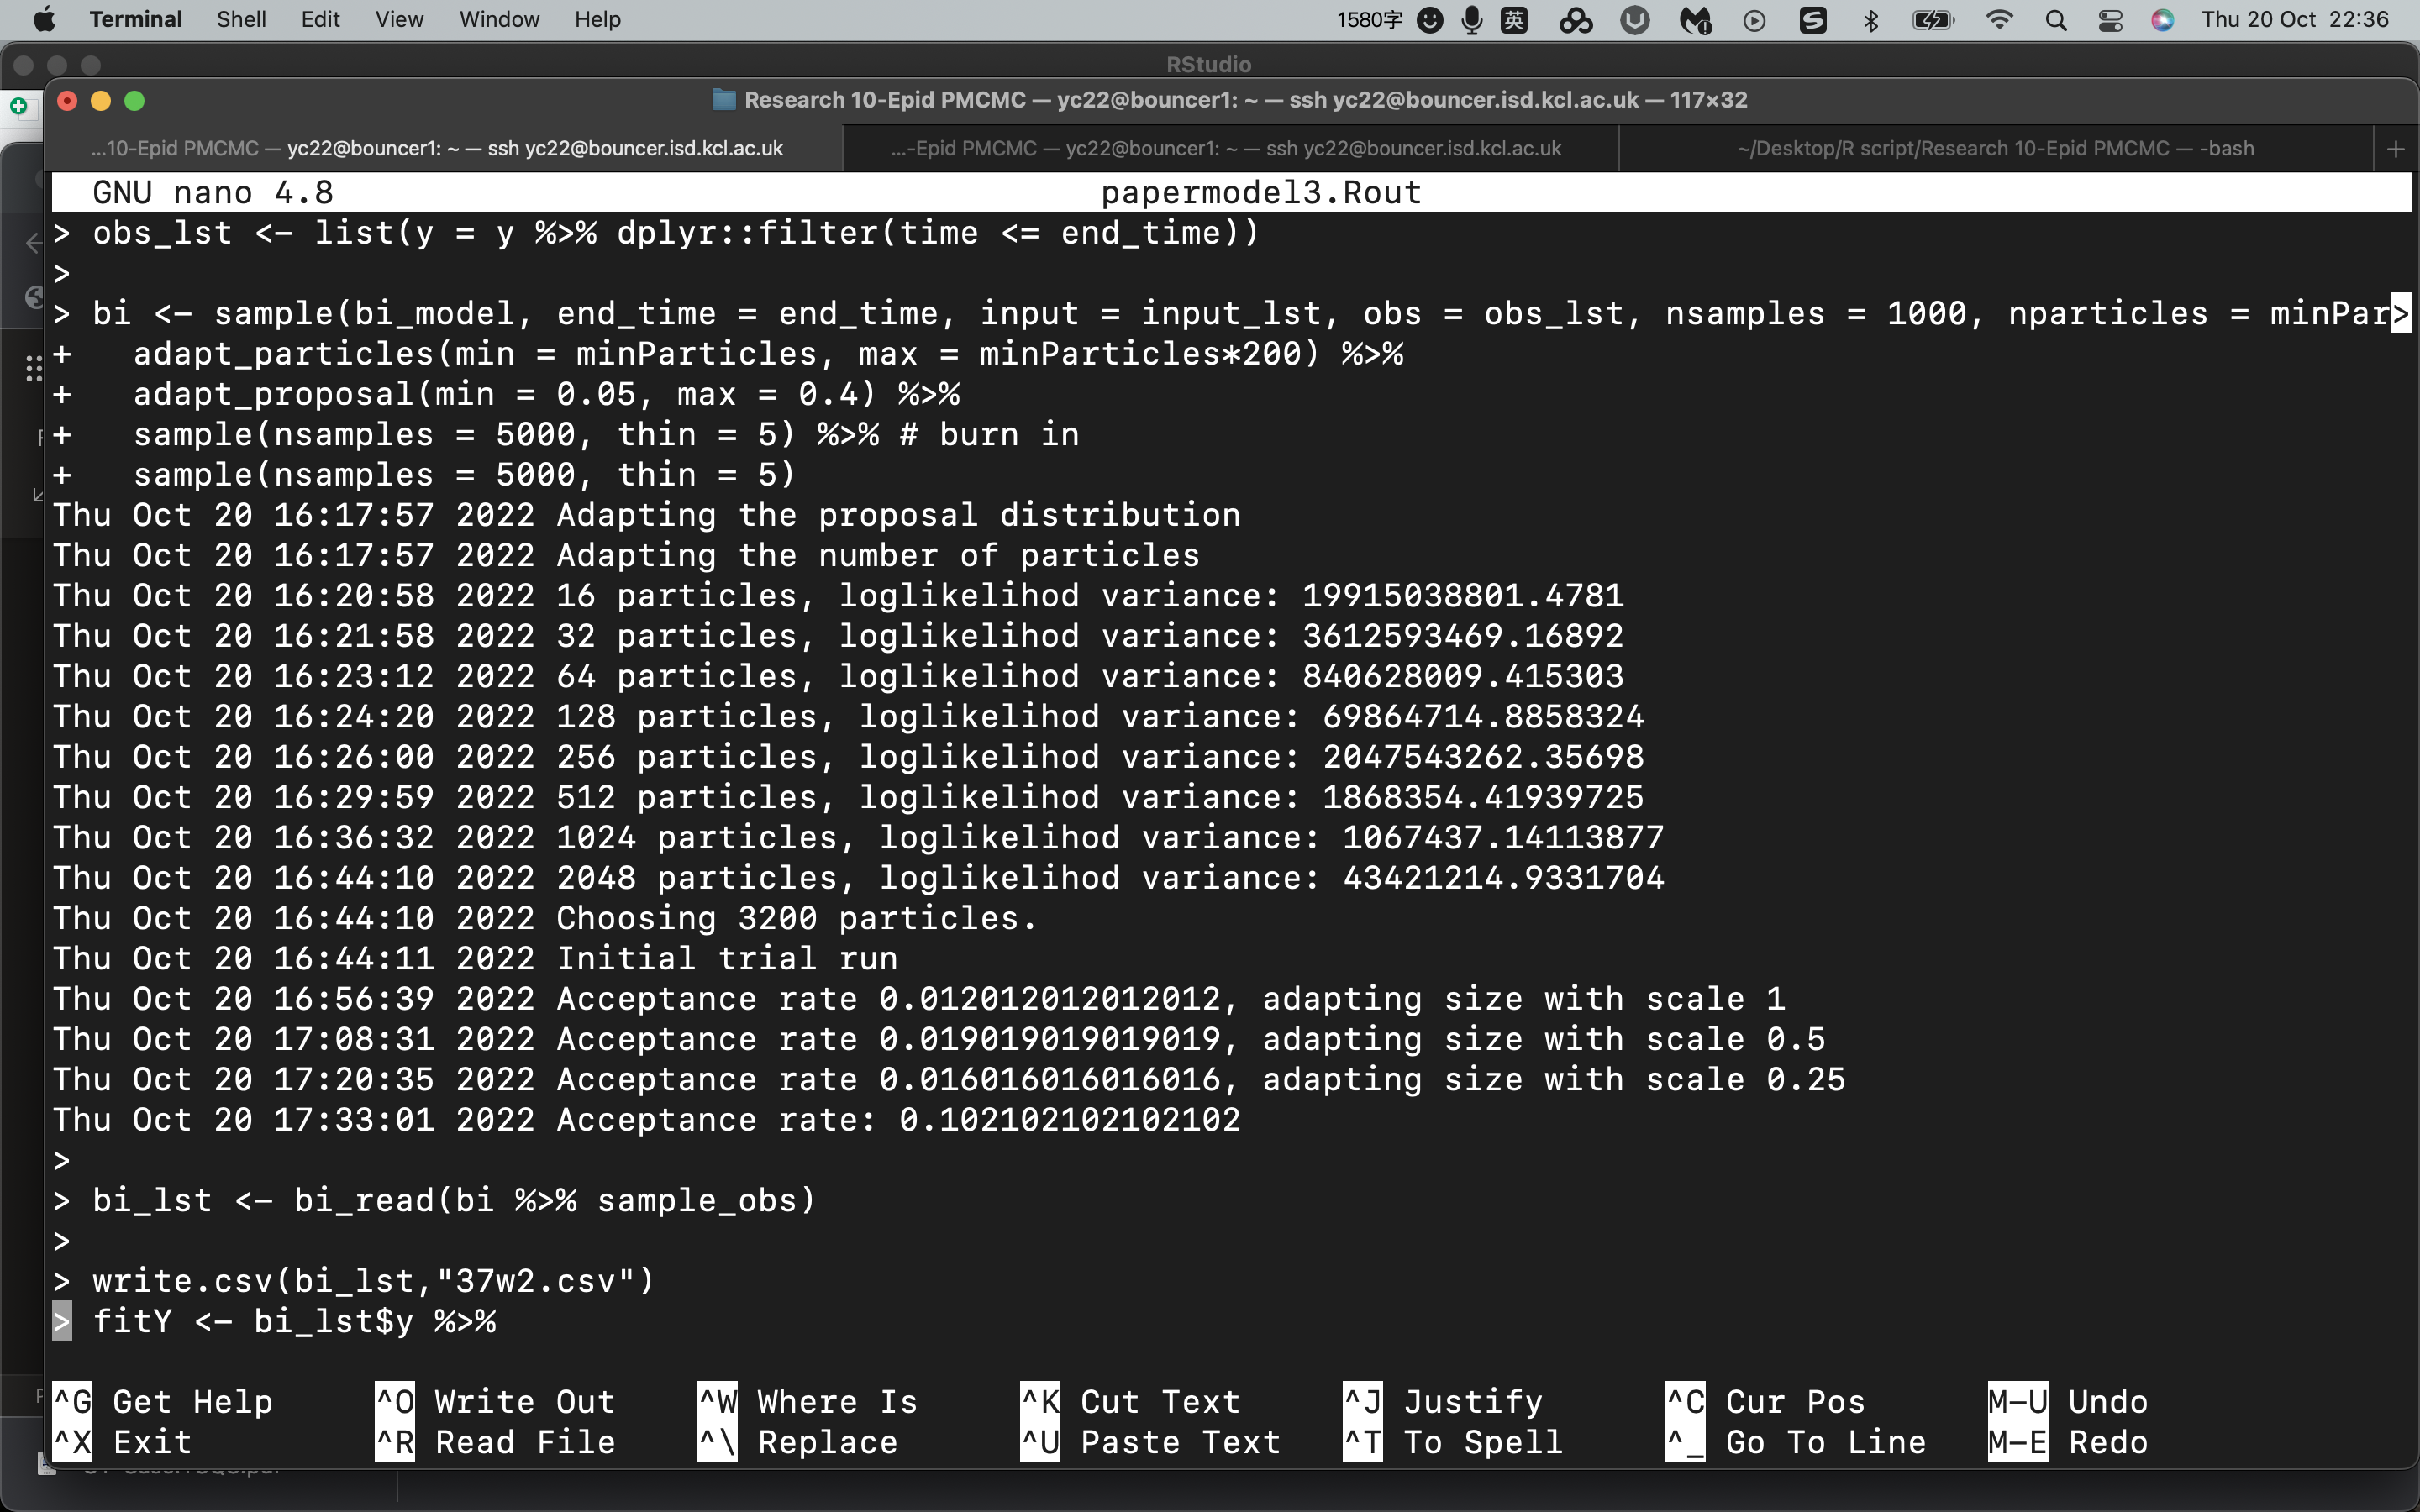 Terminal Shell Edit View Window Help 1580字 英 Thu 20 Oct 22:36
RStudio
Research 10-Epid PMCMC — yc22@bouncer1: ~ — ssh yc22@bouncer.isd.kcl.ac.uk — 117×32
...10-Epid PMCMC — yc22@bouncer1: ~ — ssh yc22@bouncer.isd.kcl.ac.uk ...-Epid PMCMC — yc22@bouncer1: ~ — ssh yc22@bouncer.isd.kcl.ac.uk ~/Desktop/R script/Research 10-Epid PMCMC — -bash +
GNU nano 4.8 papermodel3.Rout
> obs_lst <- list(y = y %>% dplyr::filter(time <= end_time))
>
> bi <- sample(bi_model, end_time = end_time, input = input_lst, obs = obs_lst, nsamples = 1000, nparticles = minPar>
+   adapt_particles(min = minParticles, max = minParticles*200) %>%
+   adapt_proposal(min = 0.05, max = 0.4) %>%
+   sample(nsamples = 5000, thin = 5) %>% # burn in
+   sample(nsamples = 5000, thin = 5)
Thu Oct 20 16:17:57 2022 Adapting the proposal distribution
Thu Oct 20 16:17:57 2022 Adapting the number of particles
Thu Oct 20 16:20:58 2022 16 particles, loglikelihod variance: 19915038801.4781
Thu Oct 20 16:21:58 2022 32 particles, loglikelihod variance: 3612593469.16892
Thu Oct 20 16:23:12 2022 64 particles, loglikelihod variance: 840628009.415303
Thu Oct 20 16:24:20 2022 128 particles, loglikelihod variance: 69864714.8858324
Thu Oct 20 16:26:00 2022 256 particles, loglikelihod variance: 2047543262.35698
Thu Oct 20 16:29:59 2022 512 particles, loglikelihod variance: 1868354.41939725
Thu Oct 20 16:36:32 2022 1024 particles, loglikelihod variance: 1067437.14113877
Thu Oct 20 16:44:10 2022 2048 particles, loglikelihod variance: 43421214.9331704
Thu Oct 20 16:44:10 2022 Choosing 3200 particles.
Thu Oct 20 16:44:11 2022 Initial trial run
Thu Oct 20 16:56:39 2022 Acceptance rate 0.012012012012012, adapting size with scale 1
Thu Oct 20 17:08:31 2022 Acceptance rate 0.019019019019019, adapting size with scale 0.5
Thu Oct 20 17:20:35 2022 Acceptance rate 0.016016016016016, adapting size with scale 0.25
Thu Oct 20 17:33:01 2022 Acceptance rate: 0.102102102102102
>
> bi_lst <- bi_read(bi %>% sample_obs)
>
> write.csv(bi_lst,"37w2.csv")
> fitY <- bi_lst$y %>%
^G Get Help ^O Write Out ^W Where Is ^K Cut Text ^J Justify ^C Cur Pos M-U Undo
^X Exit ^R Read File ^\ Replace ^U Paste Text ^T To Spell ^_ Go To Line M-E Redo